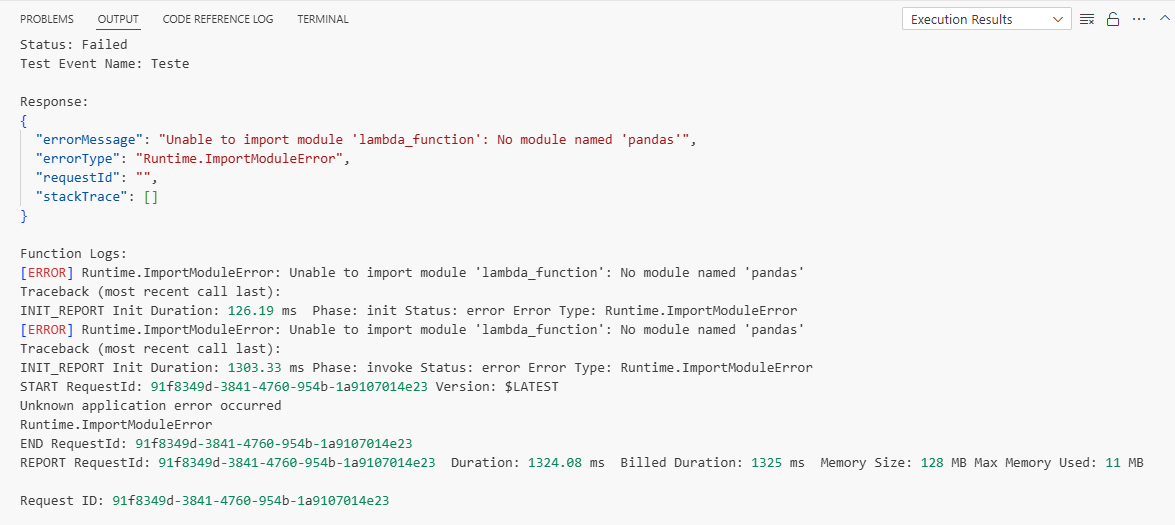 PROBLEMS OUTPUT CODE REFERENCE LOG TERMINAL Execution Results
Status: Failed
Test Event Name: Teste
Response:
{
"errorMessage": "Unable to import module 'lambda_function': No module named 'pandas'",
"errorType": "Runtime.ImportModuleError",
"requestId": "",
"stackTrace": []
}
Function Logs:
[ERROR] Runtime.ImportModuleError: Unable to import module 'lambda_function': No module named 'pandas'
Traceback (most recent call last):
INIT_REPORT Init Duration: 126.19 ms  Phase: init Status: error Error Type: Runtime.ImportModuleError
[ERROR] Runtime.ImportModuleError: Unable to import module 'lambda_function': No module named 'pandas'
Traceback (most recent call last):
INIT_REPORT Init Duration: 1303.33 ms Phase: invoke Status: error Error Type: Runtime.ImportModuleError
START RequestId: 91f8349d-3841-4760-954b-1a9107014e23 Version: $LATEST
Unknown application error occurred
Runtime.ImportModuleError
END RequestId: 91f8349d-3841-4760-954b-1a9107014e23
REPORT RequestId: 91f8349d-3841-4760-954b-1a9107014e23  Duration: 1324.08 ms  Billed Duration: 1325 ms  Memory Size: 128 MB Max Memory Used: 11 MB
Request ID: 91f8349d-3841-4760-954b-1a9107014e23